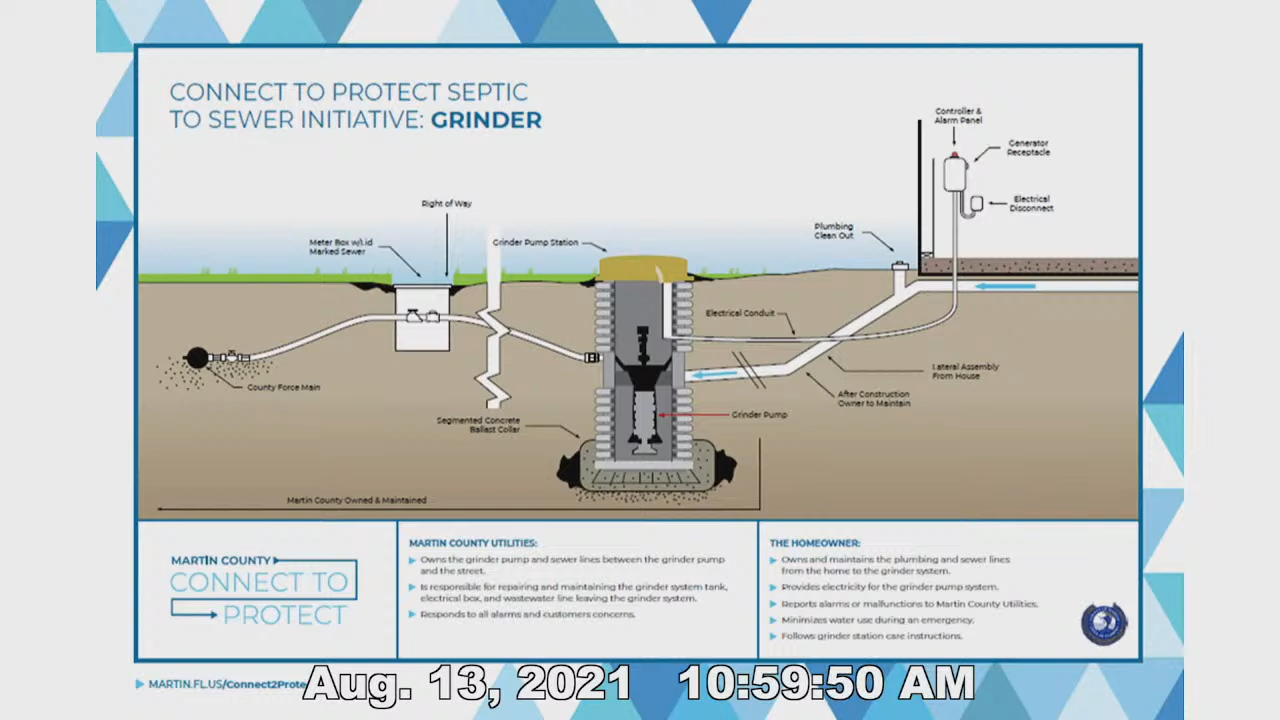 CONNECT TO PROTECT SEPTIC
TO SEWER INITIATIVE: GRINDER
Controller &
Alarm Panel
Generator
Receptacle
Electrical
Disconnect
Right of Way
Plumbing
Clean Out
Meter Box w/Lid
Marked Sewer
Grinder Pump Station
Electrical Conduit
County Force Main
Lateral Assembly
From House
After Construction
Owner to Maintain
Segmented Concrete
Ballast Collar
Grinder Pump
Martin County Owned & Maintained
MARTIN COUNTY
CONNECT TO
PROTECT
MARTIN COUNTY UTILITIES:
Owns the grinder pump and sewer lines between the grinder pump
and the street.
Is responsible for repairing and maintaining the grinder system tank,
electrical box, and wastewater line leaving the grinder system.
Responds to all alarms and customers concerns.
THE HOMEOWNER:
Owns and maintains the plumbing and sewer lines
from the home to the grinder system.
Provides electricity for the grinder pump system.
Reports alarms or malfunctions to Martin County Utilities.
Minimizes water use during an emergency.
Follows grinder station care instructions.
MARTIN.FL.US/Connect2Prote
Aug. 13, 2021 10:59:50 AM